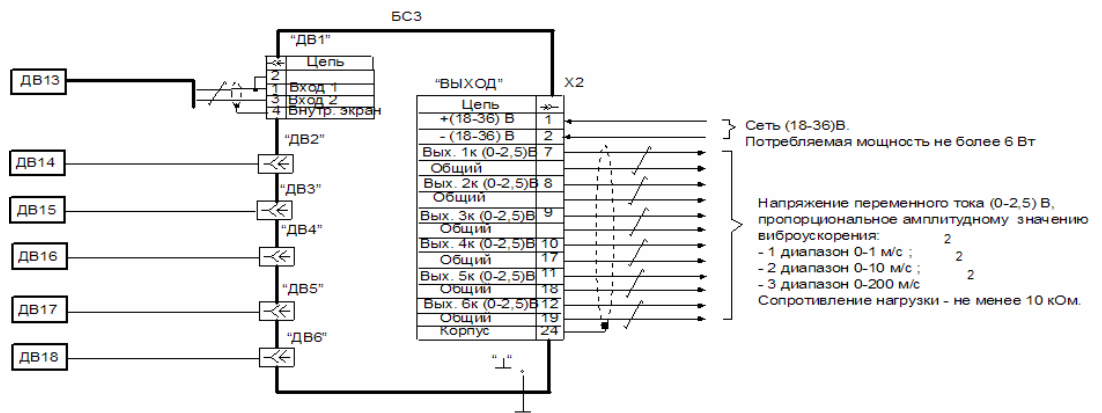 БС3
"ДВ1"
Цепь
2
1 Вход 1
3 Вход 2
4 Внутр. экран
ДВ13
"ДВ2"
ДВ14
"ДВ3"
ДВ15
"ДВ4"
ДВ16
"ДВ5"
ДВ17
"ДВ6"
ДВ18
"ВЫХОД" X2
Цепь
+(18-36) В 1
- (18-36) В 2
Вых. 1к (0-2,5)В 7
Общий
Вых. 2к (0-2,5)В 8
Общий
Вых. 3к (0-2,5)В 9
Общий
Вых. 4к (0-2,5)В 10
Общий 17
Вых. 5к (0-2,5)В 11
Общий 18
Вых. 6к (0-2,5)В 12
Общий 19
Корпус 24
"⊥"
Сеть (18-36)В.
Потребляемая мощность не более 6 Вт
Напряжение переменного тока (0-2,5) В,
пропорциональное амплитудному значению
виброускорения:
- 1 диапазон 0-1 м/с ; 2
- 2 диапазон 0-10 м/с ; 2
- 3 диапазон 0-200 м/с 2
Сопротивление нагрузки - не менее 10 кОм.